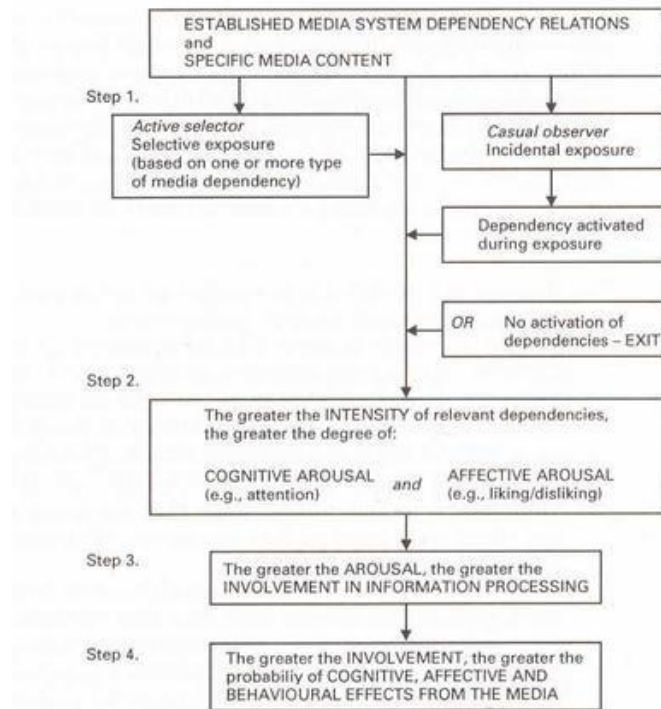 ESTABLISHED MEDIA SYSTEM DEPENDENCY RELATIONS
and
SPECIFIC MEDIA CONTENT
Step 1.
Active selector
Selective exposure
(based on one or more type
of media dependency)
Casual observer
Incidental exposure
Dependency activated
during exposure
OR No activation of
dependencies – EXIT
Step 2.
The greater the INTENSITY of relevant dependencies,
the greater the degree of:
COGNITIVE AROUSAL and AFFECTIVE AROUSAL
(e.g., attention) (e.g., liking/disliking)
Step 3.
The greater the AROUSAL, the greater the
INVOLVEMENT IN INFORMATION PROCESSING
Step 4.
The greater the INVOLVEMENT, the greater the
probabiliy of COGNITIVE, AFFECTIVE AND
BEHAVIOURAL EFFECTS FROM THE MEDIA